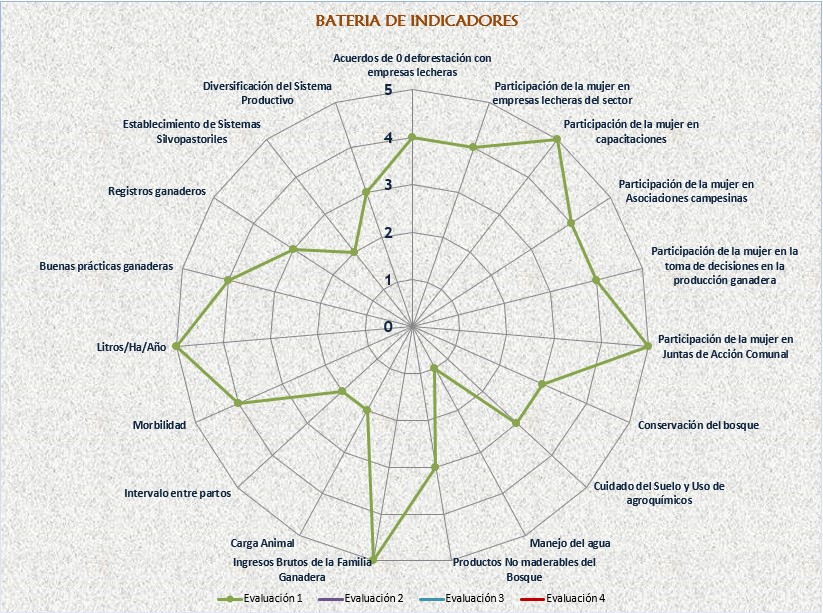 BATERIA DE INDICADORES
Acuerdos de 0 deforestación con
empresas lecheras
Participación de la mujer en
empresas lecheras del sector
Participación de la mujer en
capacitaciones
Participación de la mujer en
Asociaciones campesinas
Participación de la mujer en la
toma de decisiones en la
producción ganadera
Participación de la mujer en
Juntas de Acción Comunal
Conservación del bosque
Cuidado del Suelo y Uso de
agroquímicos
Manejo del agua
Productos No maderables del
Bosque
Ingresos Brutos de la Familia
Ganadera
Carga Animal
Intervalo entre partos
Morbilidad
Litros/Ha/Año
Buenas prácticas ganaderas
Registros ganaderos
Establecimiento de Sistemas
Silvopastoriles
Diversificación del Sistema
Productivo
5
4
3
2
1
0
Evaluación 1 Evaluación 2 Evaluación 3 Evaluación 4